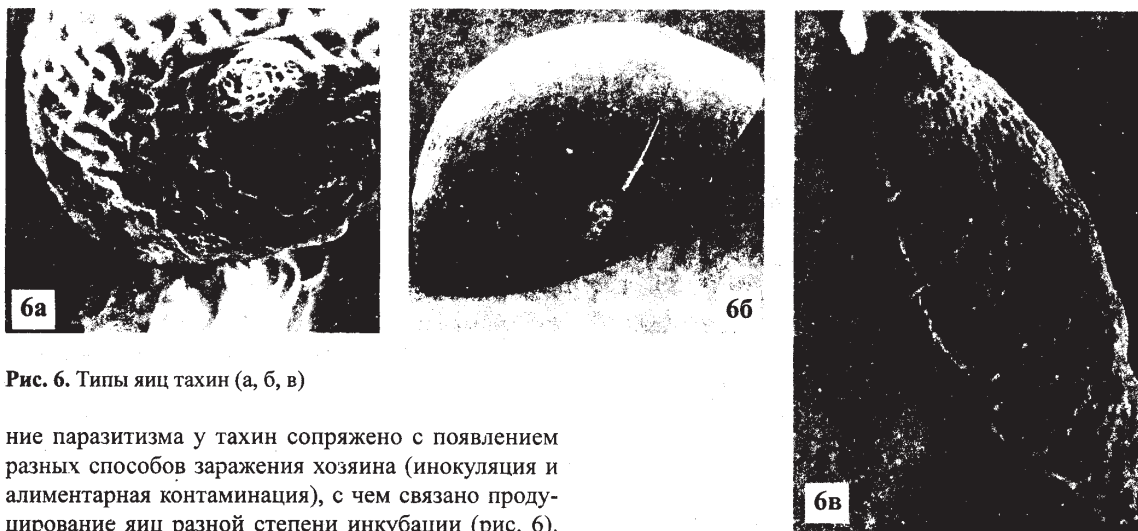 6а
6б
6в
Рис. 6. Типы яиц тахин (а, б, в)
ние паразитизма у тахин сопряжено с появлением
разных способов заражения хозяина (инокуляция и
алиментарная контаминация), с чем связано проду-
цирование яиц разной степени инкубации (рис. 6).